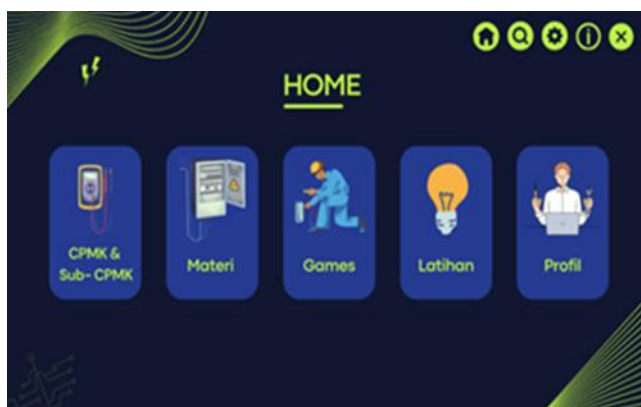 HOME
CPMK &
Sub- CPMK
Materi
Games
Latihan
Profil